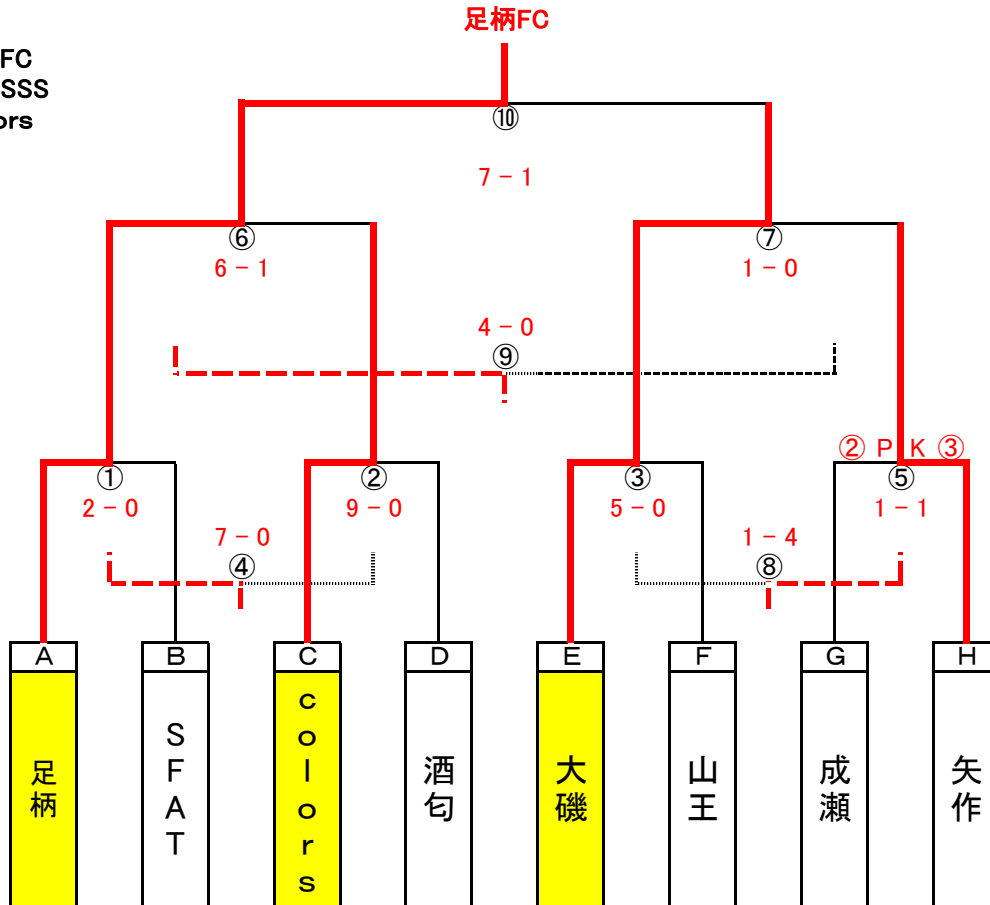 足柄FC
FC
SSS
ors
⑩
7－1
⑥
⑦
6－1
1－0
4－0
⑨
② P K ③
①
②
③
⑤
2－0
9－0
5－0
1－1
7－0
1－4
④
⑧
A
B
C
D
E
F
G
H
足柄
SFAT
colors
酒匂
大磯
山王
成瀬
矢作